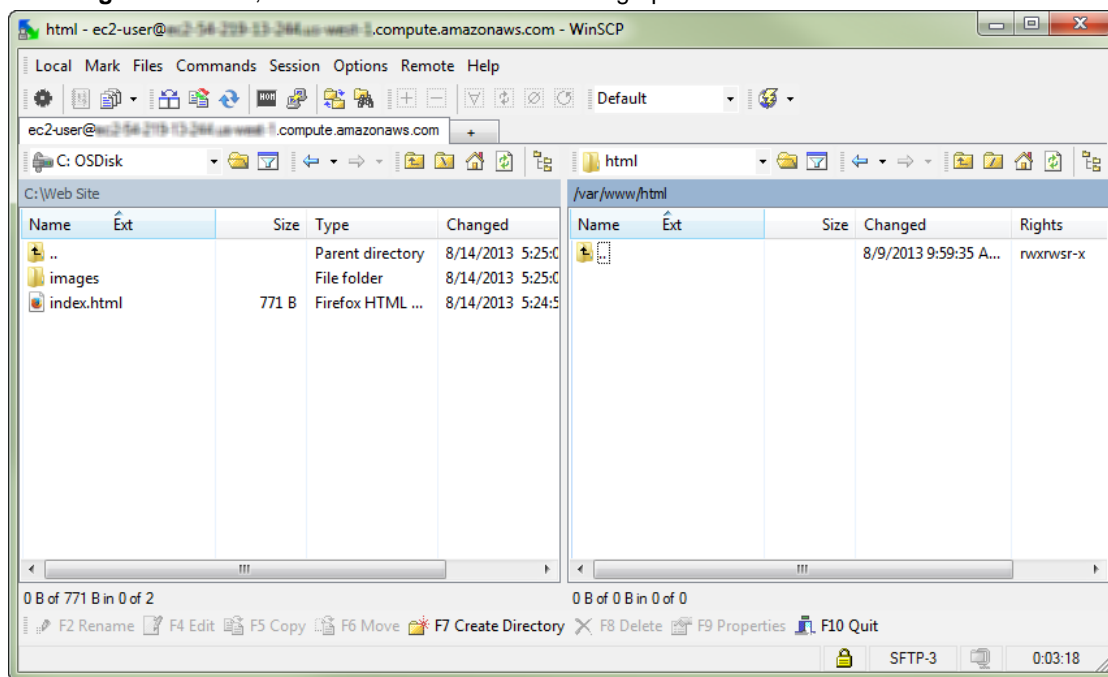 html - ec2-user@ .compute.amazonaws.com - WinSCP
Local Mark Files Commands Session Options Remote Help
Default
ec2-user@ .compute.amazonaws.com +
C: OSDisk html
C:\Web Site /var/www/html
Name Ext Size Type Changed Name Ext Size Changed Rights
.. Parent directory 8/14/2013 5:25:0 .. 8/9/2013 9:59:35 A... rwxrwsr-x
images File folder 8/14/2013 5:25:0
index.html 771 B Firefox HTML ... 8/14/2013 5:24:5
0 B of 771 B in 0 of 2 0 B of 0 B in 0 of 0
F2 Rename F4 Edit F5 Copy F6 Move F7 Create Directory F8 Delete F9 Properties F10 Quit
SFTP-3 0:03:18